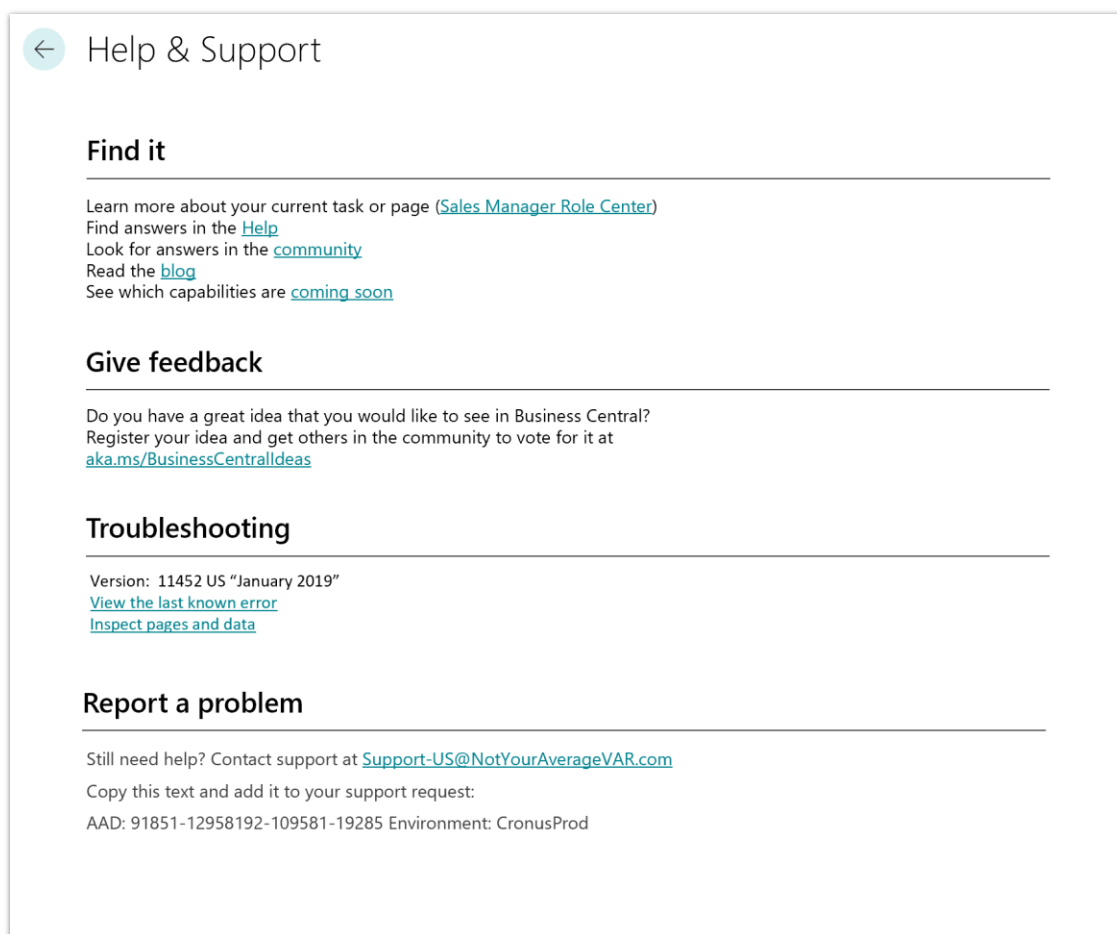 Help & Support
Find it
Learn more about your current task or page (Sales Manager Role Center)
Find answers in the Help
Look for answers in the community
Read the blog
See which capabilities are coming soon
Give feedback
Do you have a great idea that you would like to see in Business Central?
Register your idea and get others in the community to vote for it at
aka.ms/BusinessCentralIdeas
Troubleshooting
Version:  11452 US “January 2019”
View the last known error
Inspect pages and data
Report a problem
Still need help? Contact support at Support-US@NotYourAverageVAR.com
Copy this text and add it to your support request:
AAD: 91851-12958192-109581-19285 Environment: CronusProd